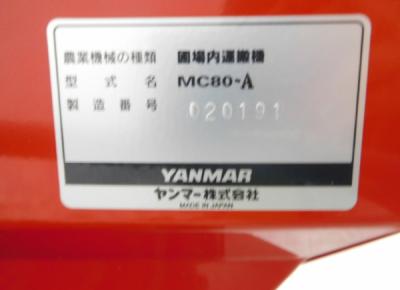 農業機械の種類 圃場内運搬機
型式名 MC80-A
製造番号 020191
YANMAR
ヤンマー株式会社
MADE IN JAPAN